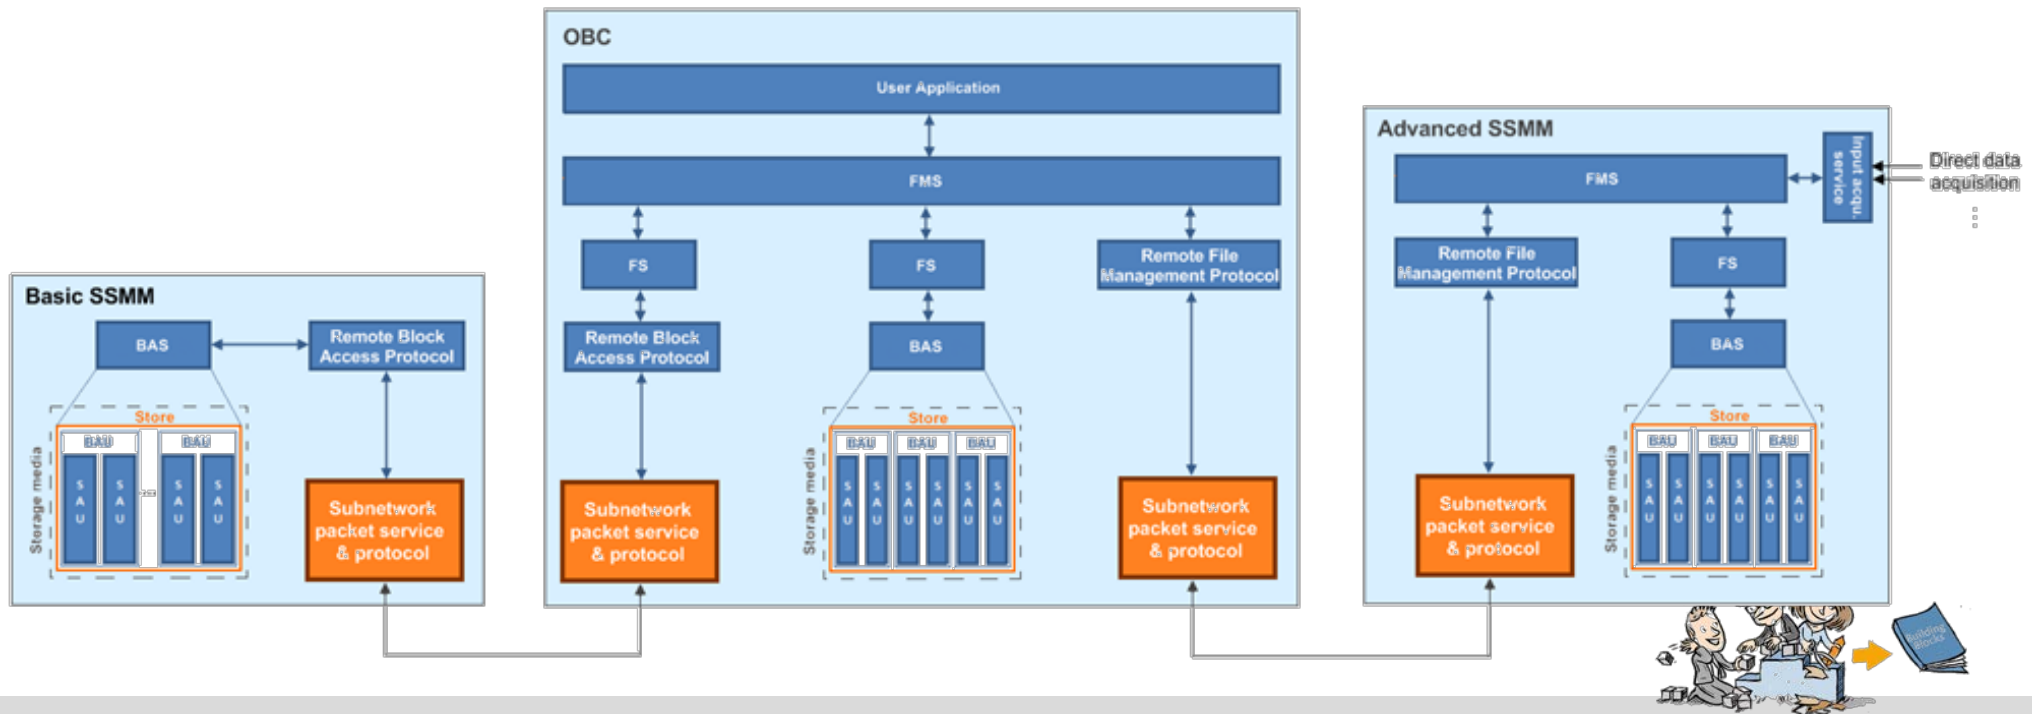 OBC
User Application
FMS
FS
FS
Remote File
Management Protocol
Remote Block
Access Protocol
BAS
Store
BAU BAU BAU
S A U
S A U
S A U
S A U
S A U
S A U
Storage media
Subnetwork
packet service
& protocol
Subnetwork
packet service
& protocol
Basic SSMM
BAS
Remote Block
Access Protocol
Store
BAU BAU
S A U
S A U
S A U
S A U
Storage media
Subnetwork
packet service
& protocol
Advanced SSMM
FMS
Input acqu.
service
Direct data
acquisition
Remote File
Management Protocol
FS
BAS
Store
BAU BAU BAU
S A U
S A U
S A U
S A U
S A U
S A U
Storage media
Subnetwork
packet service
& protocol
Building
Blocks